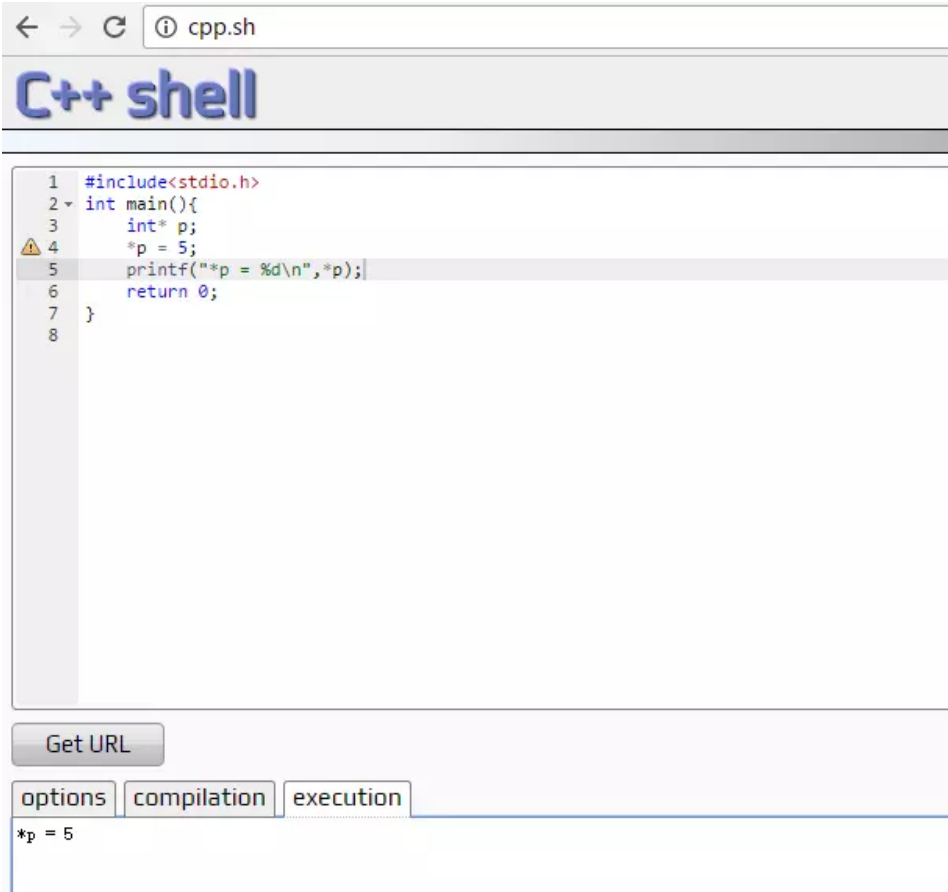 cpp.sh
C++ shell
1 #include<stdio.h>
2 int main(){
3     int* p;
4     *p = 5;
5     printf("*p = %d\n",*p);
6     return 0;
7 }
8
Get URL
options compilation execution
*p = 5